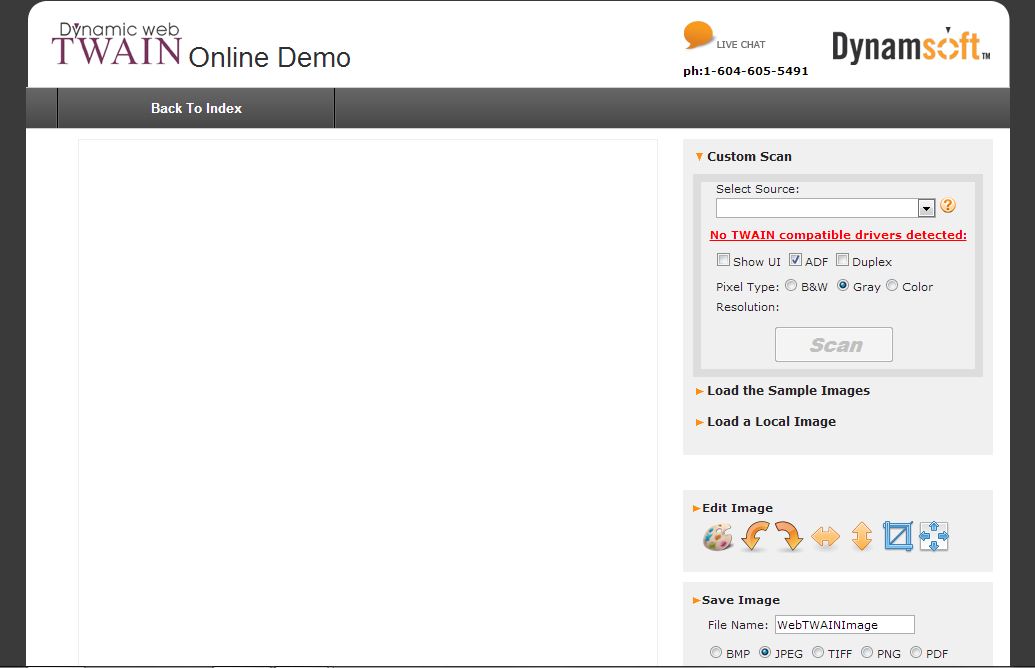 Dynamic web
TWAIN Online Demo
LIVE CHAT
ph:1-604-605-5491
Dynamsoft TM
Back To Index
Custom Scan
Select Source:
?
No TWAIN compatible drivers detected:
Show UI ADF Duplex
Pixel Type: B&W Gray Color
Resolution:
Scan
Load the Sample Images
Load a Local Image
Edit Image
Save Image
File Name: WebTWAINImage
BMP JPEG TIFF PNG PDF